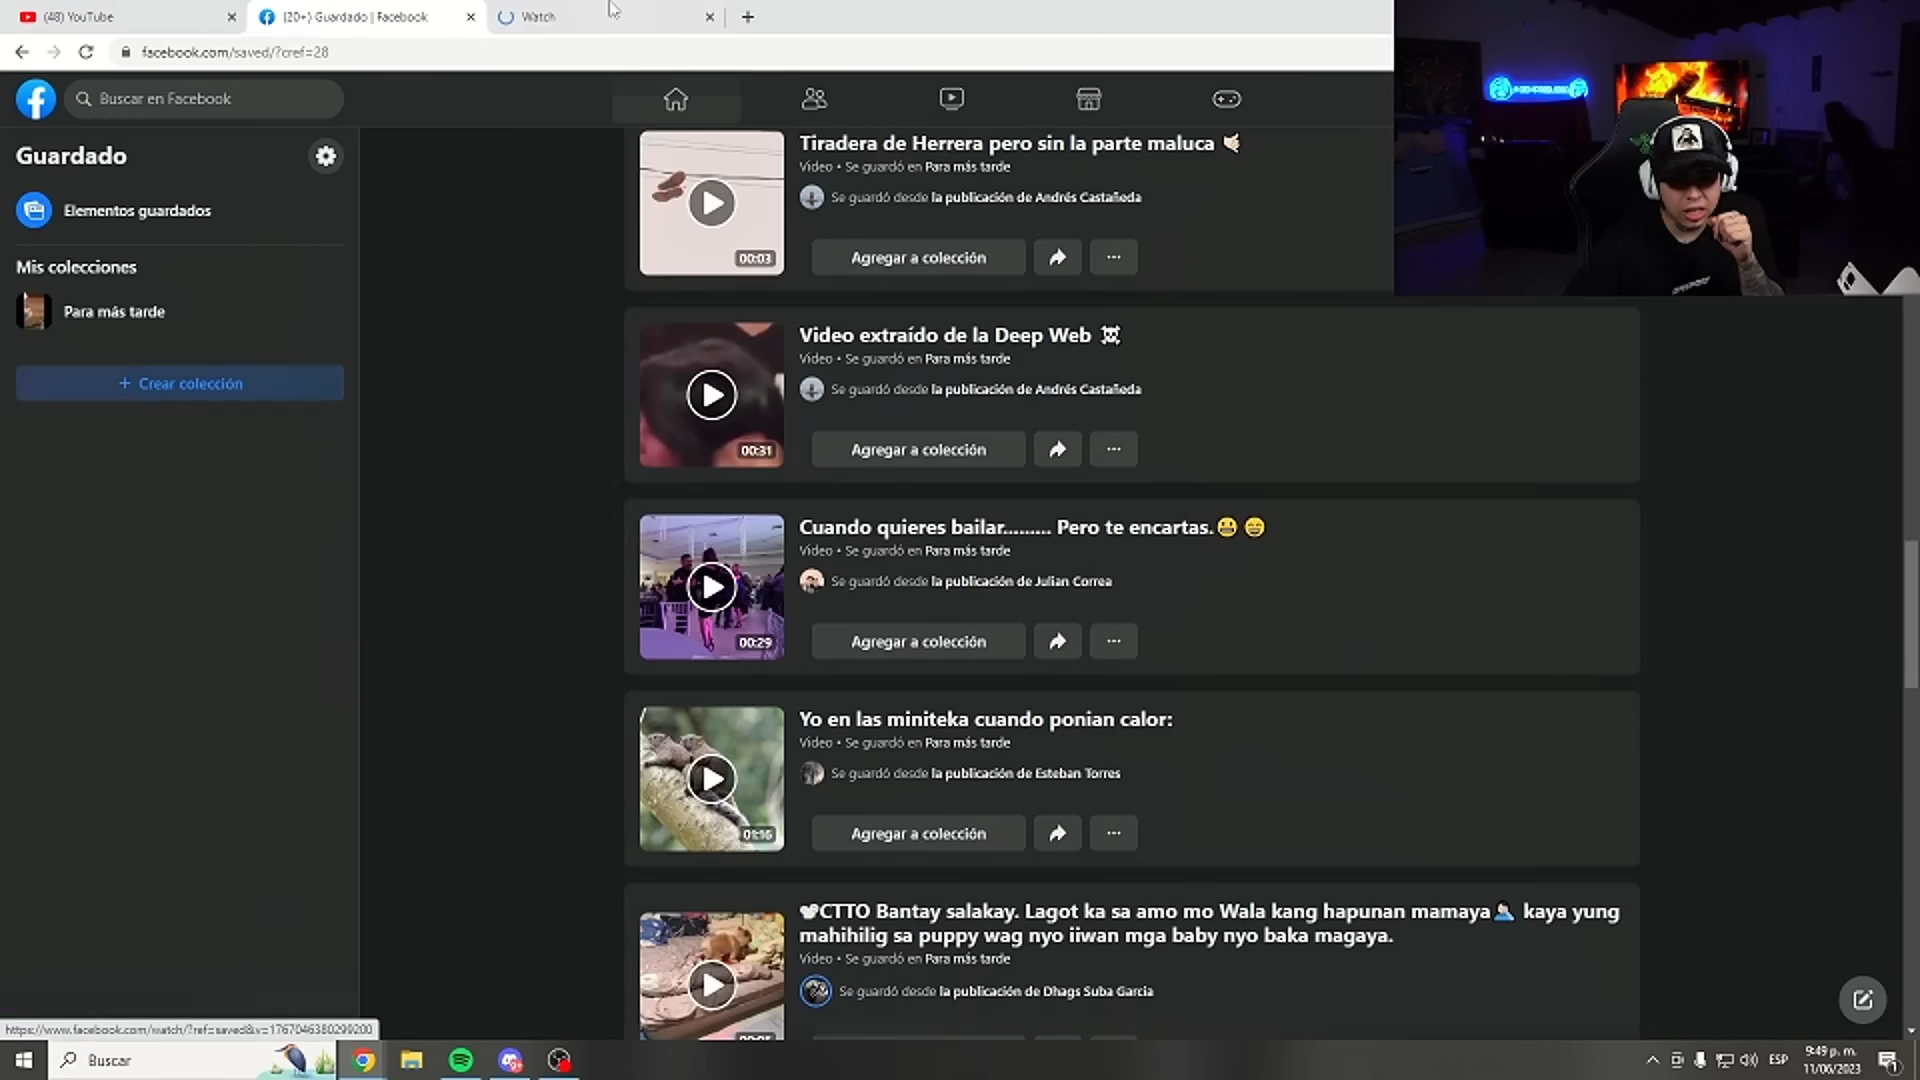 (48) YouTube
(20+) Guardado | Facebook
Watch
facebook.com/saved/?cref=28
Buscar en Facebook
Guardado
Elementos guardados
Mis colecciones
Para más tarde
+ Crear colección
Tiradera de Herrera pero sin la parte maluca 🤙🏻
Video • Se guardó en Para más tarde
Se guardó desde la publicación de Andrés Castañeda
00:03
Agregar a colección
Video extraído de la Deep Web ☠
Video • Se guardó en Para más tarde
Se guardó desde la publicación de Andrés Castañeda
00:31
Agregar a colección
Cuando quieres bailar......... Pero te encartas.😬 😄
Video • Se guardó en Para más tarde
Se guardó desde la publicación de Julian Correa
00:29
Agregar a colección
Yo en las miniteka cuando ponian calor:
Video • Se guardó en Para más tarde
Se guardó desde la publicación de Esteban Torres
01:16
Agregar a colección
CTTO Bantay salakay. Lagot ka sa amo mo Wala kang hapunan mamaya🤦🏻 kaya yung
mahihilig sa puppy wag nyo iiwan mga baby nyo baka magaya.
Video • Se guardó en Para más tarde
Se guardó desde la publicación de Dhags Suba Garcia
https://www.facebook.com/watch/?ref=saved&v=1767046380299200
Buscar
ESP
9:49 p. m.
11/06/2023